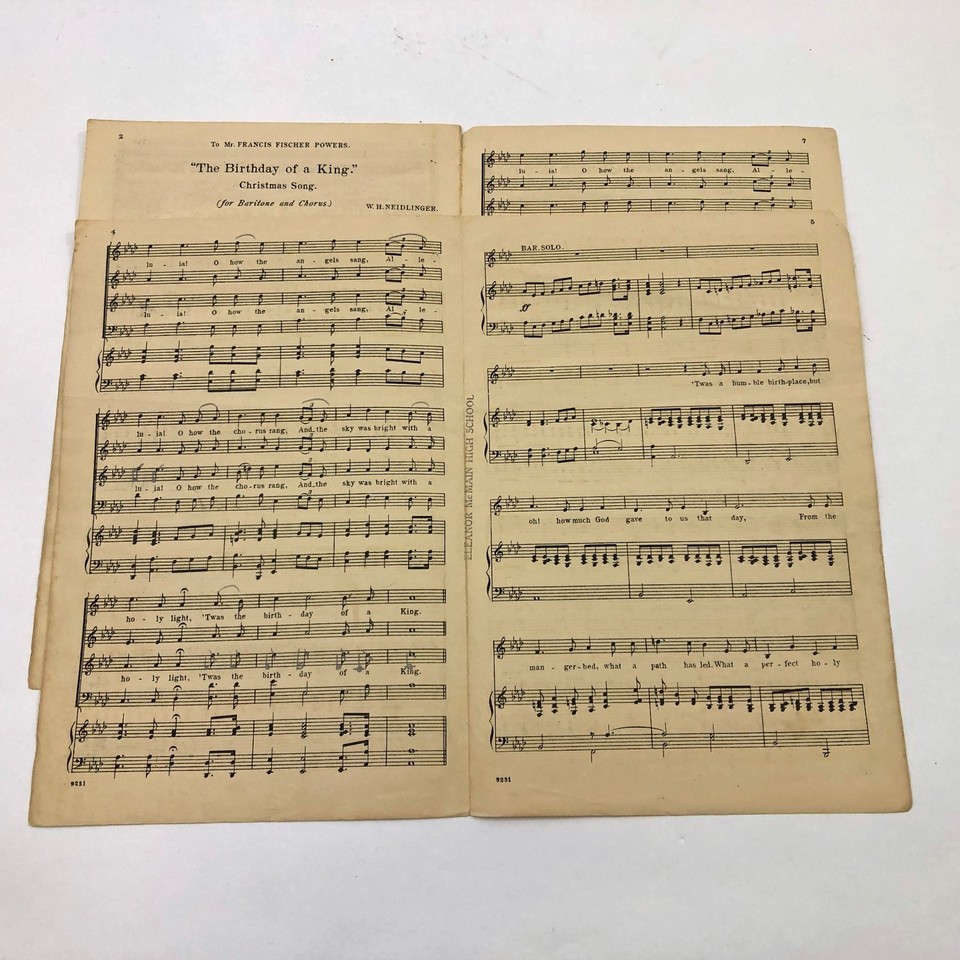 2
To Mr. FRANCIS FISCHER POWERS.
"The Birthday of a King."
Christmas Song.
(for Baritone and Chorus.)
W. H. NEIDLINGER.
7
lu - ia! O how the an - gels sang, Al - le -
4
lu - ia! O how the an - gels sang, Al - le -
lu - ia! O how the an - gels sang, Al - le -
lu - ia! O how the cho - rus rang, And the sky was bright with a
lu - ia! O how the cho - rus rang, And the sky was bright with a
ho - ly light, 'Twas the birth - day of a King.
ho - ly light, 'Twas the birth - day of a King.
9231
ELEANOR McMAIN HIGH SCHOOL
5
BAR. SOLO.
ff
'Twas a hum - ble birth-place, but
oh! how much God gave to us that day, From the
man - ger-bed, what a path has led. What a per - fect ho - ly
9231